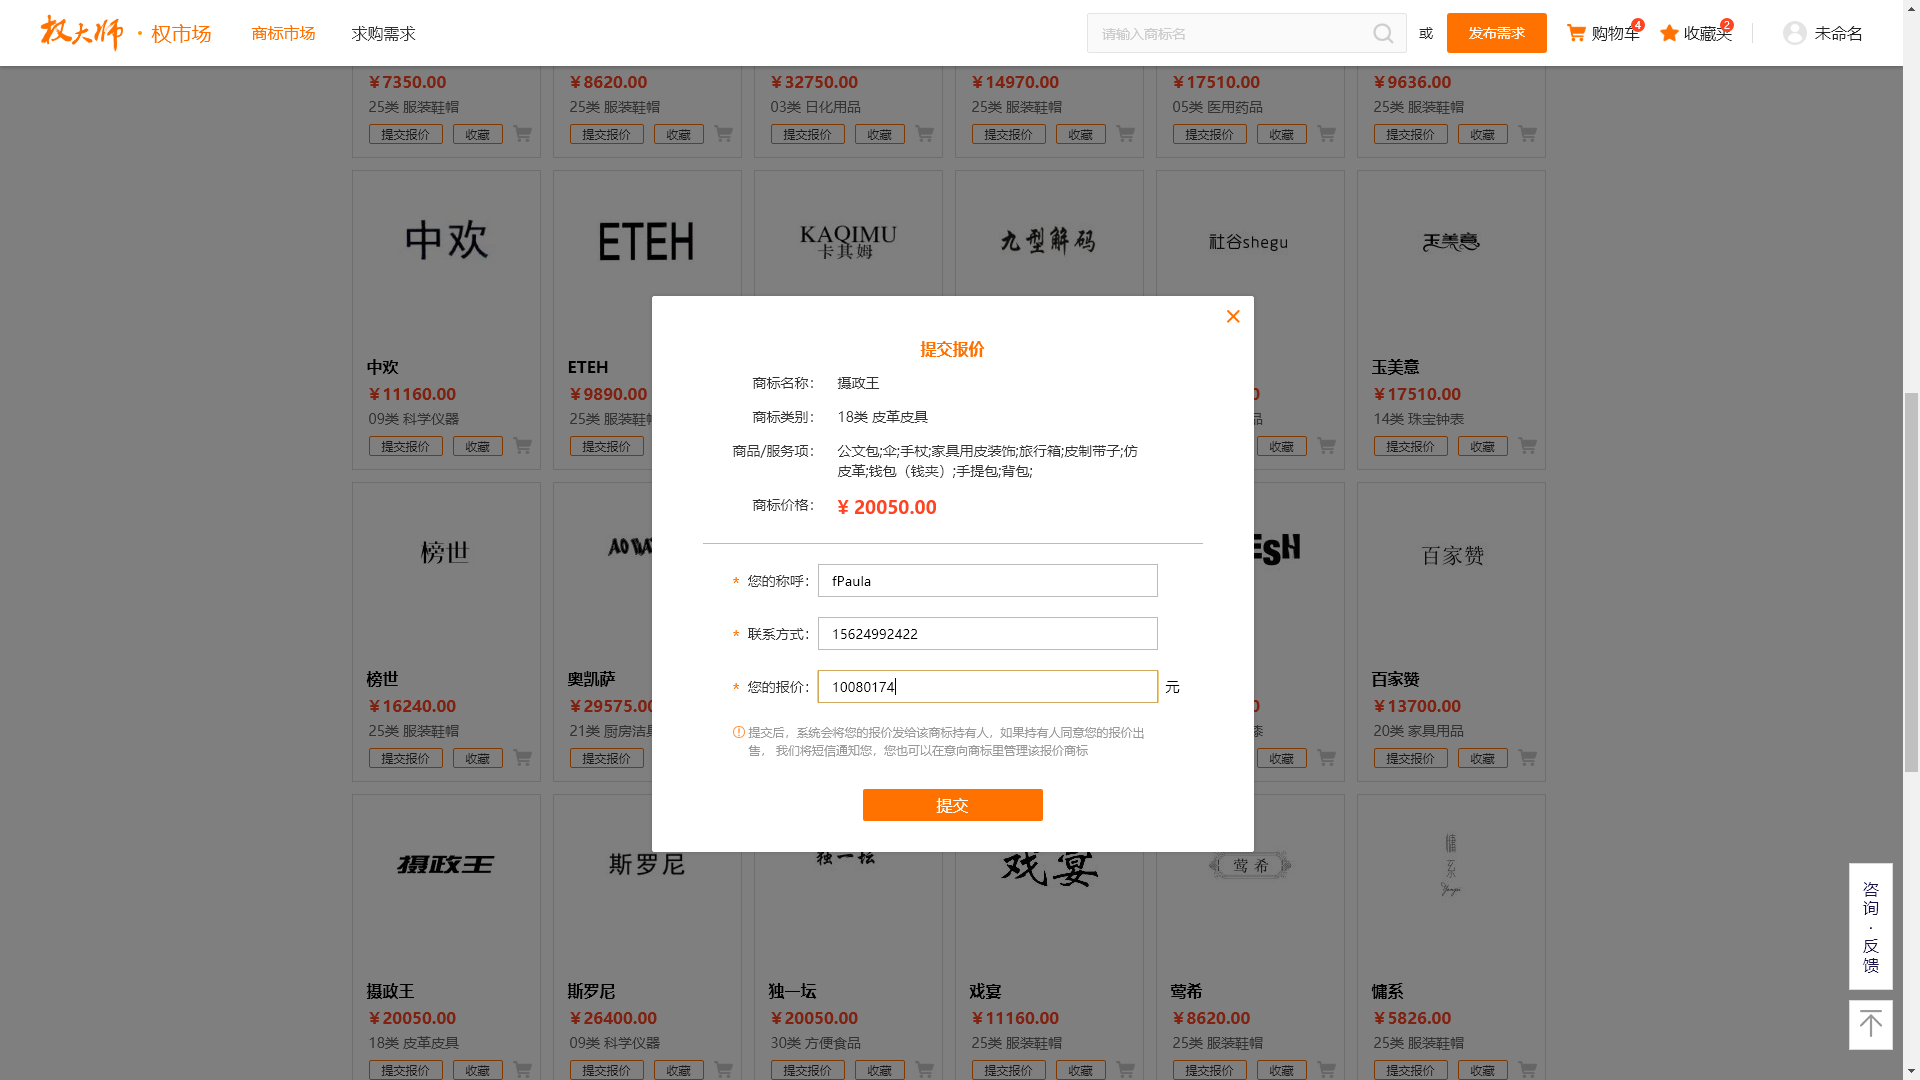 权大师 · 权市场 商标市场 求购需求 请输入商标名 或 发布需求 购物车 4 收藏夹 2 未命名
¥7350.00 ¥8620.00 ¥32750.00 ¥14970.00 ¥17510.00 ¥9636.00
25类 服装鞋帽 25类 服装鞋帽 03类 日化用品 25类 服装鞋帽 05类 医用药品 25类 服装鞋帽
提交报价 收藏 提交报价 收藏 提交报价 收藏 提交报价 收藏 提交报价 收藏 提交报价 收藏
中欢 ETEH KAQIMU 九型解码 社谷shegu 玉美意
卡其姆
中欢 ETEH 玉美意
¥11160.00 ¥9890.00 0 ¥17510.00
09类 科学仪器 25类 服装鞋帽 品 14类 珠宝钟表
提交报价 收藏 提交报价 收藏 提交报价 收藏
提交报价
商标名称： 摄政王
商标类别： 18类 皮革皮具
商品/服务项： 公文包;伞;手杖;家具用皮装饰;旅行箱;皮制带子;仿
皮革;钱包（钱夹）;手提包;背包;
商标价格： ¥ 20050.00
* 您的称呼： fPaula
* 联系方式： 15624992422
* 您的报价： 10080174 元
提交后，系统会将您的报价发给该商标持有人，如果持有人同意您的报价出
售， 我们将短信通知您，您也可以在意向商标里管理该报价商标
提交
榜世 百家赞
榜世 奥凯萨 百家赞
¥16240.00 ¥29575.00 0 ¥13700.00
25类 服装鞋帽 21类 厨房洁具 漆 20类 家具用品
提交报价 收藏 提交报价 收藏 提交报价 收藏
摄政王 斯罗尼 独一坛 戏宴 莺希
摄政王 斯罗尼 独一坛 戏宴 莺希 慵系
¥20050.00 ¥26400.00 ¥20050.00 ¥11160.00 ¥8620.00 ¥5826.00
18类 皮革皮具 09类 科学仪器 30类 方便食品 25类 服装鞋帽 25类 服装鞋帽 25类 服装鞋帽
提交报价 收藏 提交报价 收藏 提交报价 收藏 提交报价 收藏 提交报价 收藏 提交报价 收藏
咨
询
·
反
馈